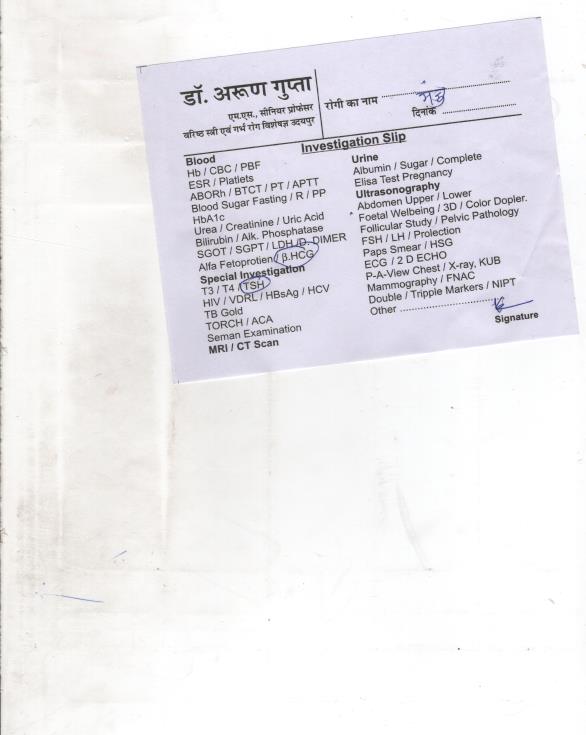 डॉ. अरूण गुप्ता
एम.एस., सीनियर प्रोफेसर
वरिष्ठ स्त्री एवं गर्भ रोग विशेषज्ञ उदयपुर
रोगी का नाम
दिनांक
Investigation Slip
Blood
Hb / CBC / PBF
ESR / Platlets
ABORh / BTCT / PT / APTT
Blood Sugar Fasting / R / PP
HbA1c
Urea / Creatinine / Uric Acid
Bilirubin / Alk. Phosphatase
SGOT / SGPT / LDH /D. DIMER
Alfa Fetoprotien / β.HCG
Special Investigation
T3 / T4 / TSH
HIV / VDRL / HBsAg / HCV
TB Gold
TORCH / ACA
Seman Examination
MRI / CT Scan
Urine
Albumin / Sugar / Complete
Elisa Test Pregnancy
Ultrasonography
Abdomen Upper / Lower
Foetal Welbeing / 3D / Color Dopler.
Follicular Study / Pelvic Pathology
FSH / LH / Prolection
Paps Smear / HSG
ECG / 2 D ECHO
P-A-View Chest / X-ray, KUB
Mammography / FNAC
Double / Tripple Markers / NIPT
Other ..............................
Signature